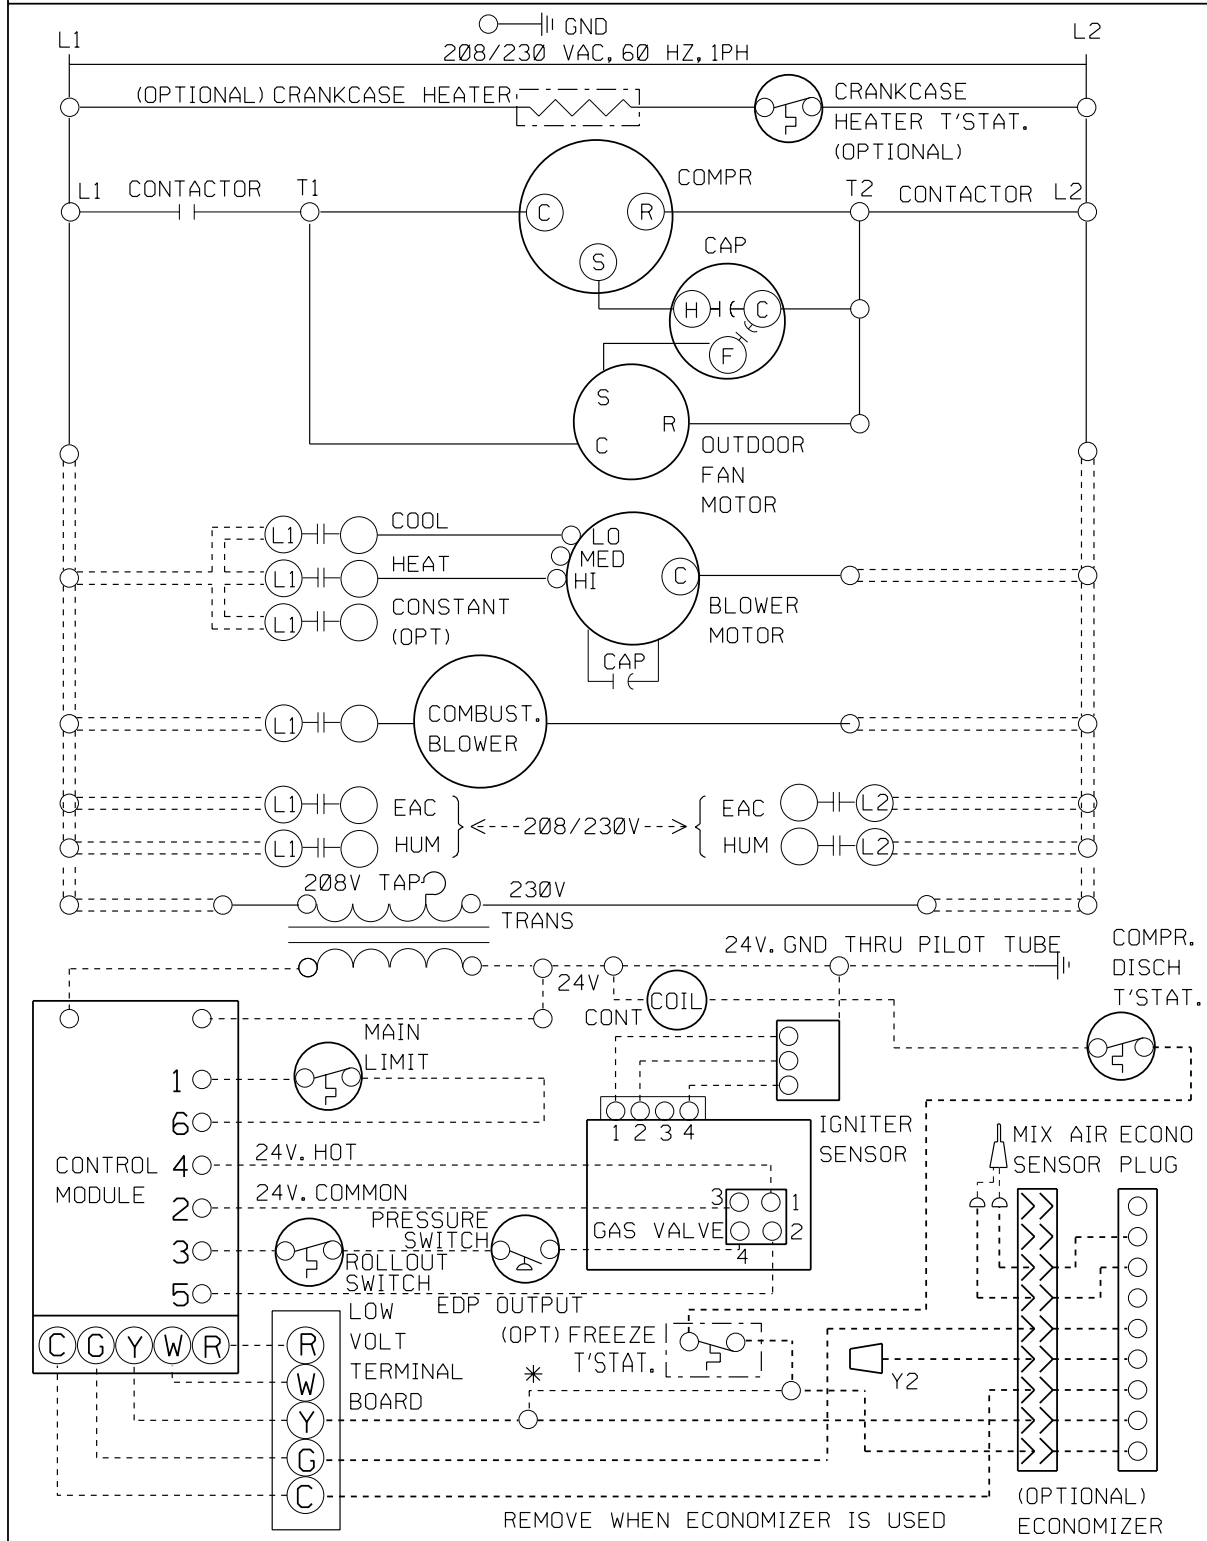 GND
L1
L2
208/230 VAC, 60 HZ, 1PH
(OPTIONAL) CRANKCASE HEATER
CRANKCASE
HEATER T'STAT.
(OPTIONAL)
L1
CONTACTOR
T1
COMPR
C
R
S
T2
CONTACTOR
L2
CAP
H
C
F
S
R
C
OUTDOOR
FAN
MOTOR
L1
COOL
LO
MED
L1
HEAT
HI
C
L1
CONSTANT
(OPT)
BLOWER
MOTOR
CAP
L1
COMBUST.
BLOWER
L1
EAC
L1
HUM
208/230V
EAC
L2
HUM
L2
208V TAP
230V
TRANS
24V. GND THRU PILOT TUBE
24V
COMPR.
DISCH
T'STAT.
CONT
COIL
MAIN
LIMIT
1
6
4
2
3
5
CONTROL
MODULE
24V. HOT
24V. COMMON
PRESSURE
SWITCH
ROLLOUT
SWITCH
EDP OUTPUT
1 2 3 4
IGNITER
SENSOR
GAS VALVE
3
1
2
4
MIX AIR
SENSOR
ECONO
PLUG
C G Y W R
LOW
VOLT
TERMINAL
BOARD
R
W
Y
G
C
(OPT) FREEZE
T'STAT.
*
Y2
REMOVE WHEN ECONOMIZER IS USED
(OPTIONAL)
ECONOMIZER